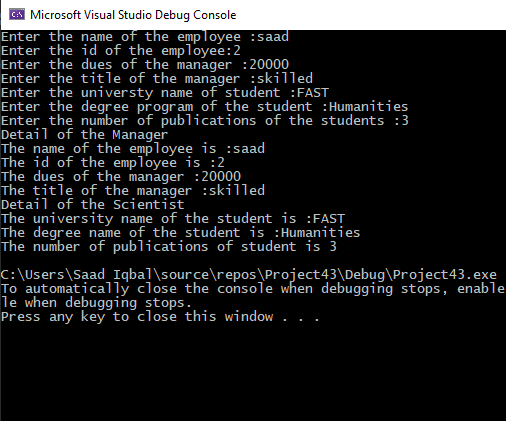 Microsoft Visual Studio Debug Console
Enter the name of the employee :saad
Enter the id of the employee:2
Enter the dues of the manager :20000
Enter the title of the manager :skilled
Enter the universty name of student :FAST
Enter the degree program of the student :Humanities
Enter the number of publications of the students :3
Detail of the Manager
The name of the employee is :saad
The id of the employee is :2
The dues of the manager :20000
The title of the manager :skilled
Detail of the Scientist
The university name of the student is :FAST
The degree name of the student is :Humanities
The number of publications of student is 3
C:\Users\Saad Iqbal\source\repos\Project43\Debug\Project43.exe
To automatically close the console when debugging stops, enable
le when debugging stops.
Press any key to close this window . . .